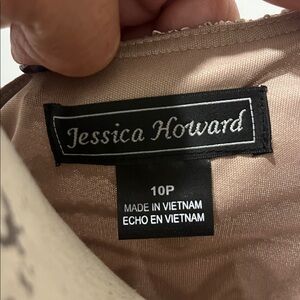 Jessica Howard
10P
MADE IN VIETNAM
ECHO EN VIETNAM